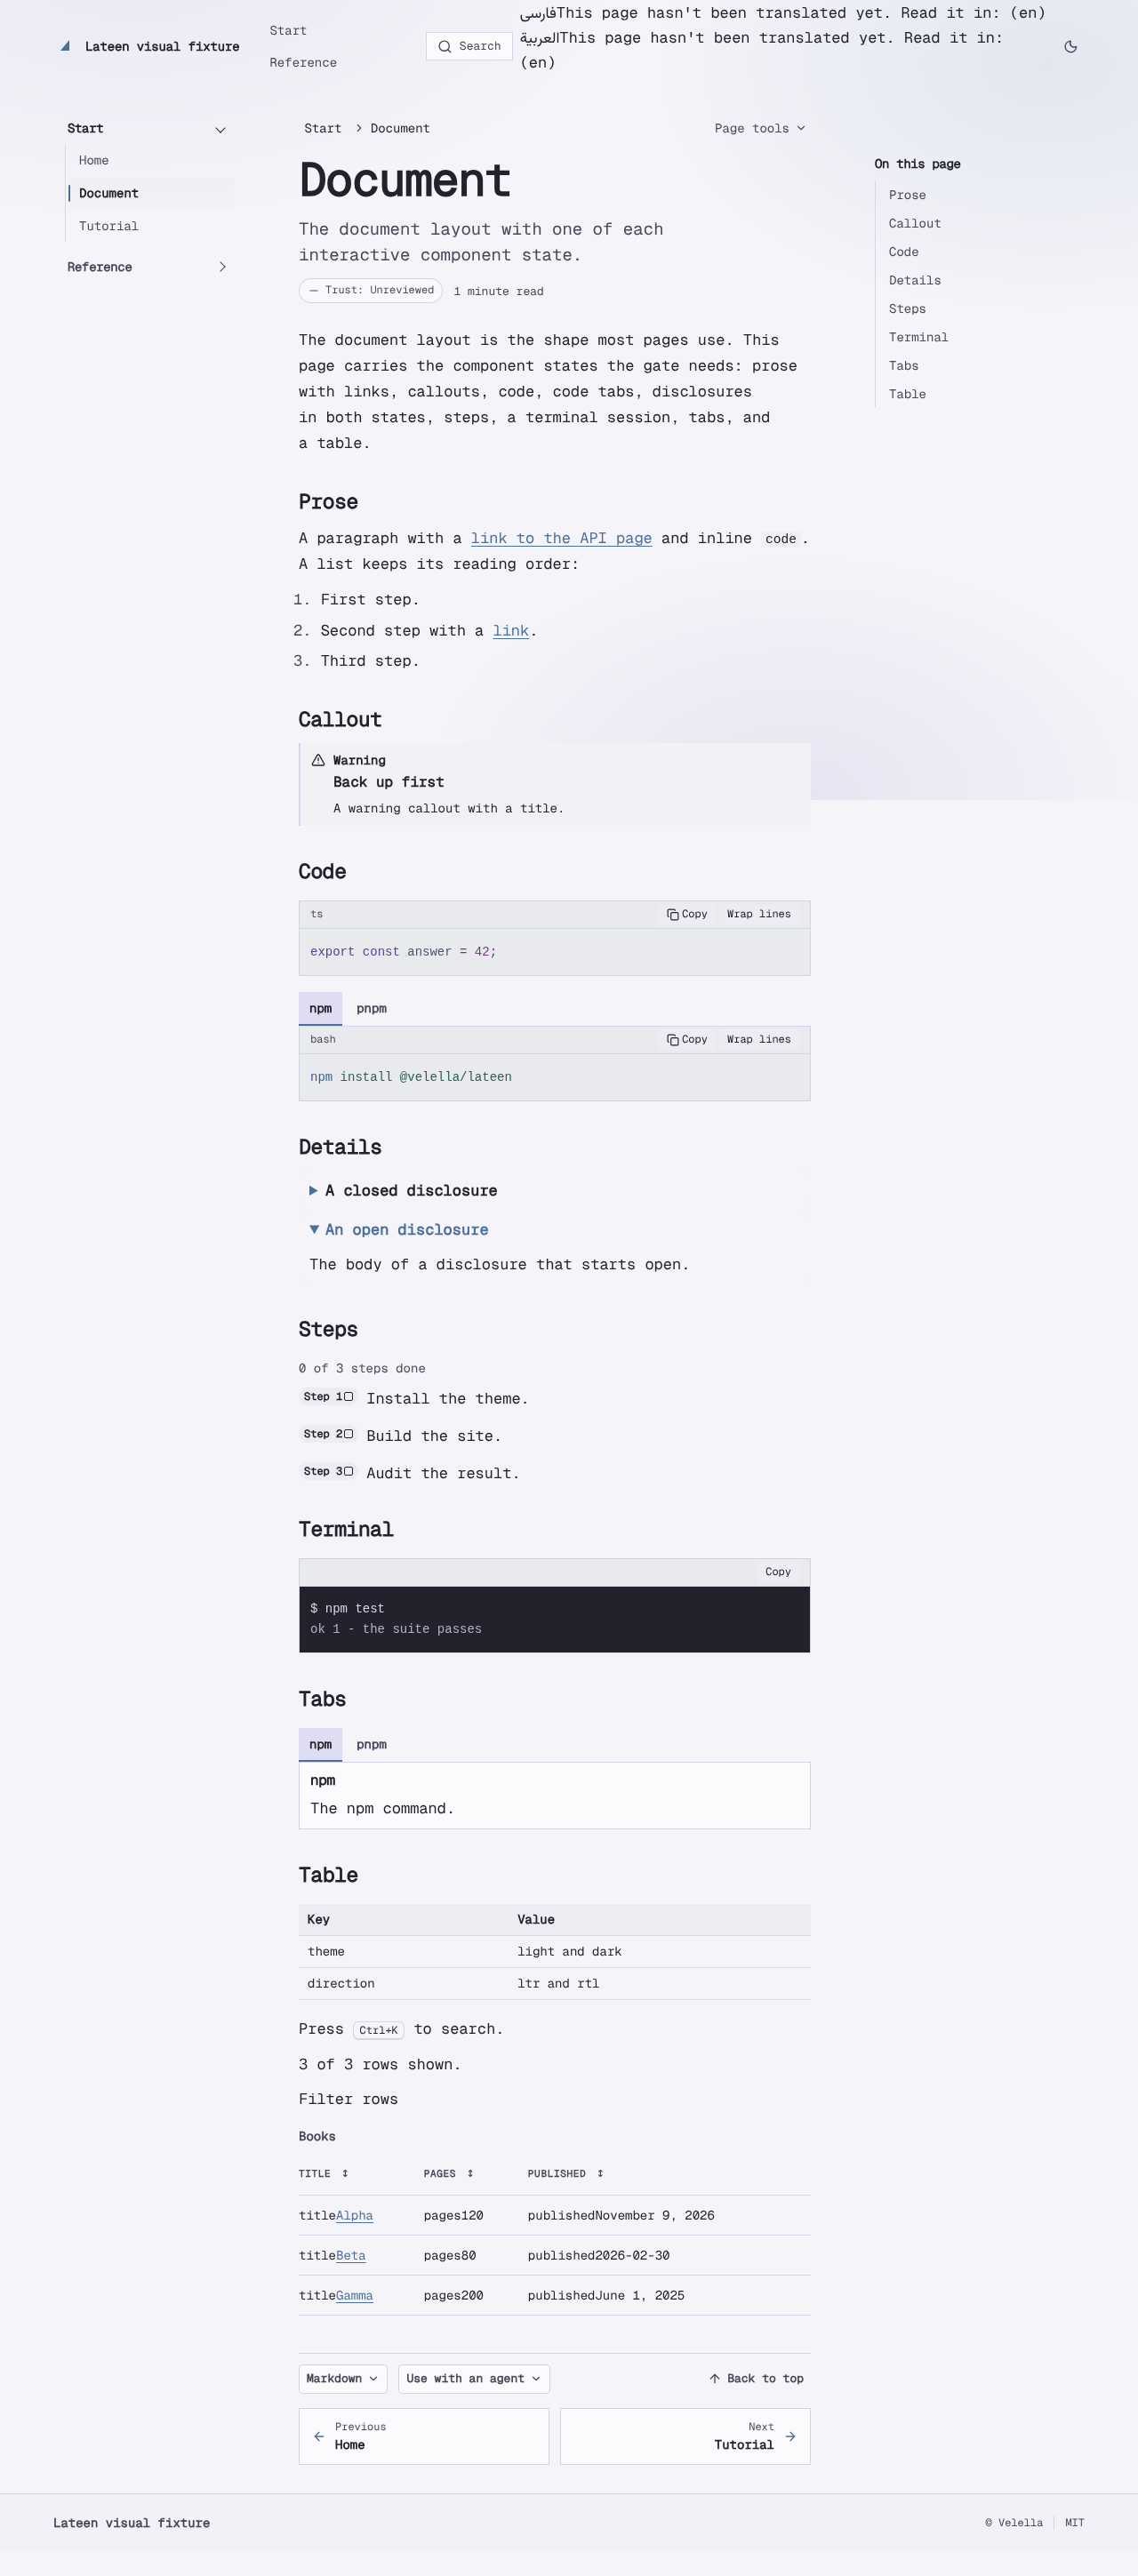 Lateen visual fixture
Start
Reference
Search
فارسیThis page hasn't been translated yet. Read it in: (en)
العربيةThis page hasn't been translated yet. Read it in:
(en)
Start
Home
Document
Tutorial
Reference
Start > Document
Page tools
Document
The document layout with one of each
interactive component state.
— Trust: Unreviewed
1 minute read
On this page
Prose
Callout
Code
Details
Steps
Terminal
Tabs
Table
The document layout is the shape most pages use. This
page carries the component states the gate needs: prose
with links, callouts, code, code tabs, disclosures
in both states, steps, a terminal session, tabs, and
a table.
Prose
A paragraph with a link to the API page and inline code.
A list keeps its reading order:
1. First step.
2. Second step with a link.
3. Third step.
Callout
Warning
Back up first
A warning callout with a title.
Code
ts
Copy
Wrap lines
export const answer = 42;
npm
pnpm
bash
Copy
Wrap lines
npm install @velella/lateen
Details
A closed disclosure
An open disclosure
The body of a disclosure that starts open.
Steps
0 of 3 steps done
Step 1 Install the theme.
Step 2 Build the site.
Step 3 Audit the result.
Terminal
Copy
$ npm test
ok 1 - the suite passes
Tabs
npm
pnpm
npm
The npm command.
Table
Key Value
theme light and dark
direction ltr and rtl
Press Ctrl+K to search.
3 of 3 rows shown.
Filter rows
Books
TITLE ↕ PAGES ↕ PUBLISHED ↕
titleAlpha pages120 publishedNovember 9, 2026
titleBeta pages80 published2026-02-30
titleGamma pages200 publishedJune 1, 2025
Markdown
Use with an agent
↑ Back to top
← Previous
Home
Next →
Tutorial
Lateen visual fixture
© Velella | MIT